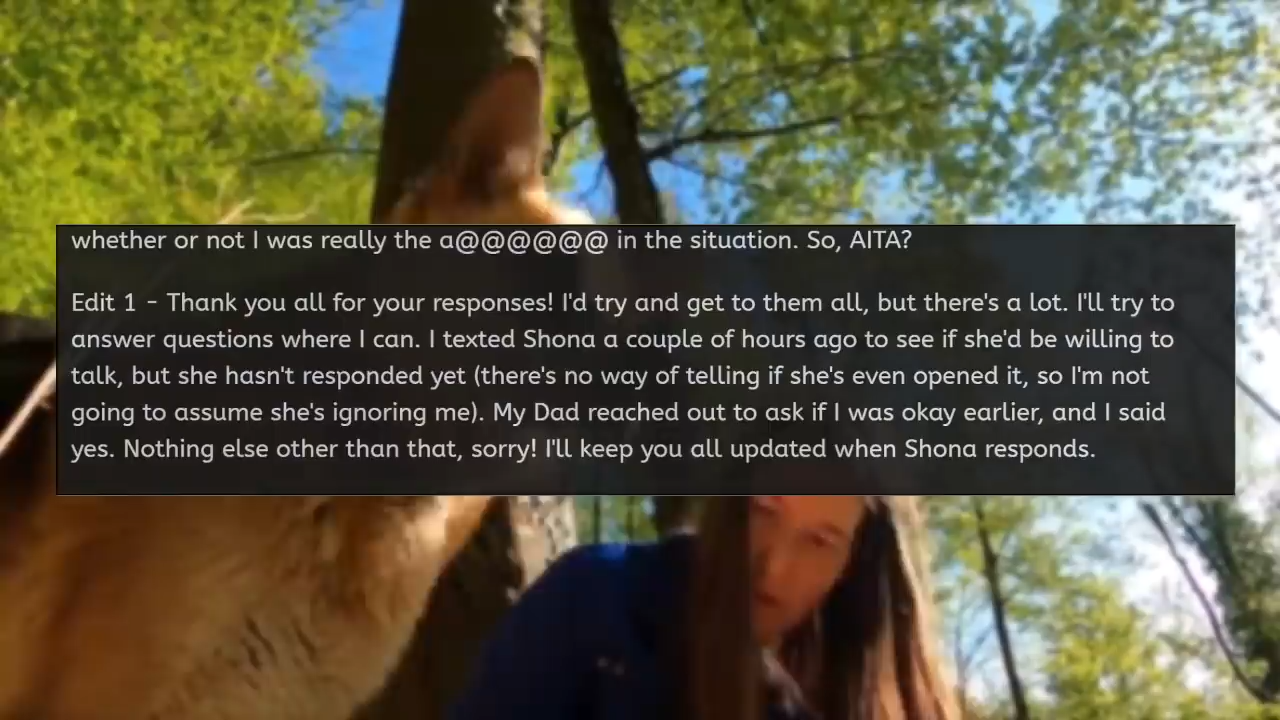 whether or not I was really the a@@@@@@ in the situation. So, AITA?
Edit 1 - Thank you all for your responses! I'd try and get to them all, but there's a lot. I'll try to
answer questions where I can. I texted Shona a couple of hours ago to see if she'd be willing to
talk, but she hasn't responded yet (there's no way of telling if she's even opened it, so I'm not
going to assume she's ignoring me). My Dad reached out to ask if I was okay earlier, and I said
yes. Nothing else other than that, sorry! I'll keep you all updated when Shona responds.